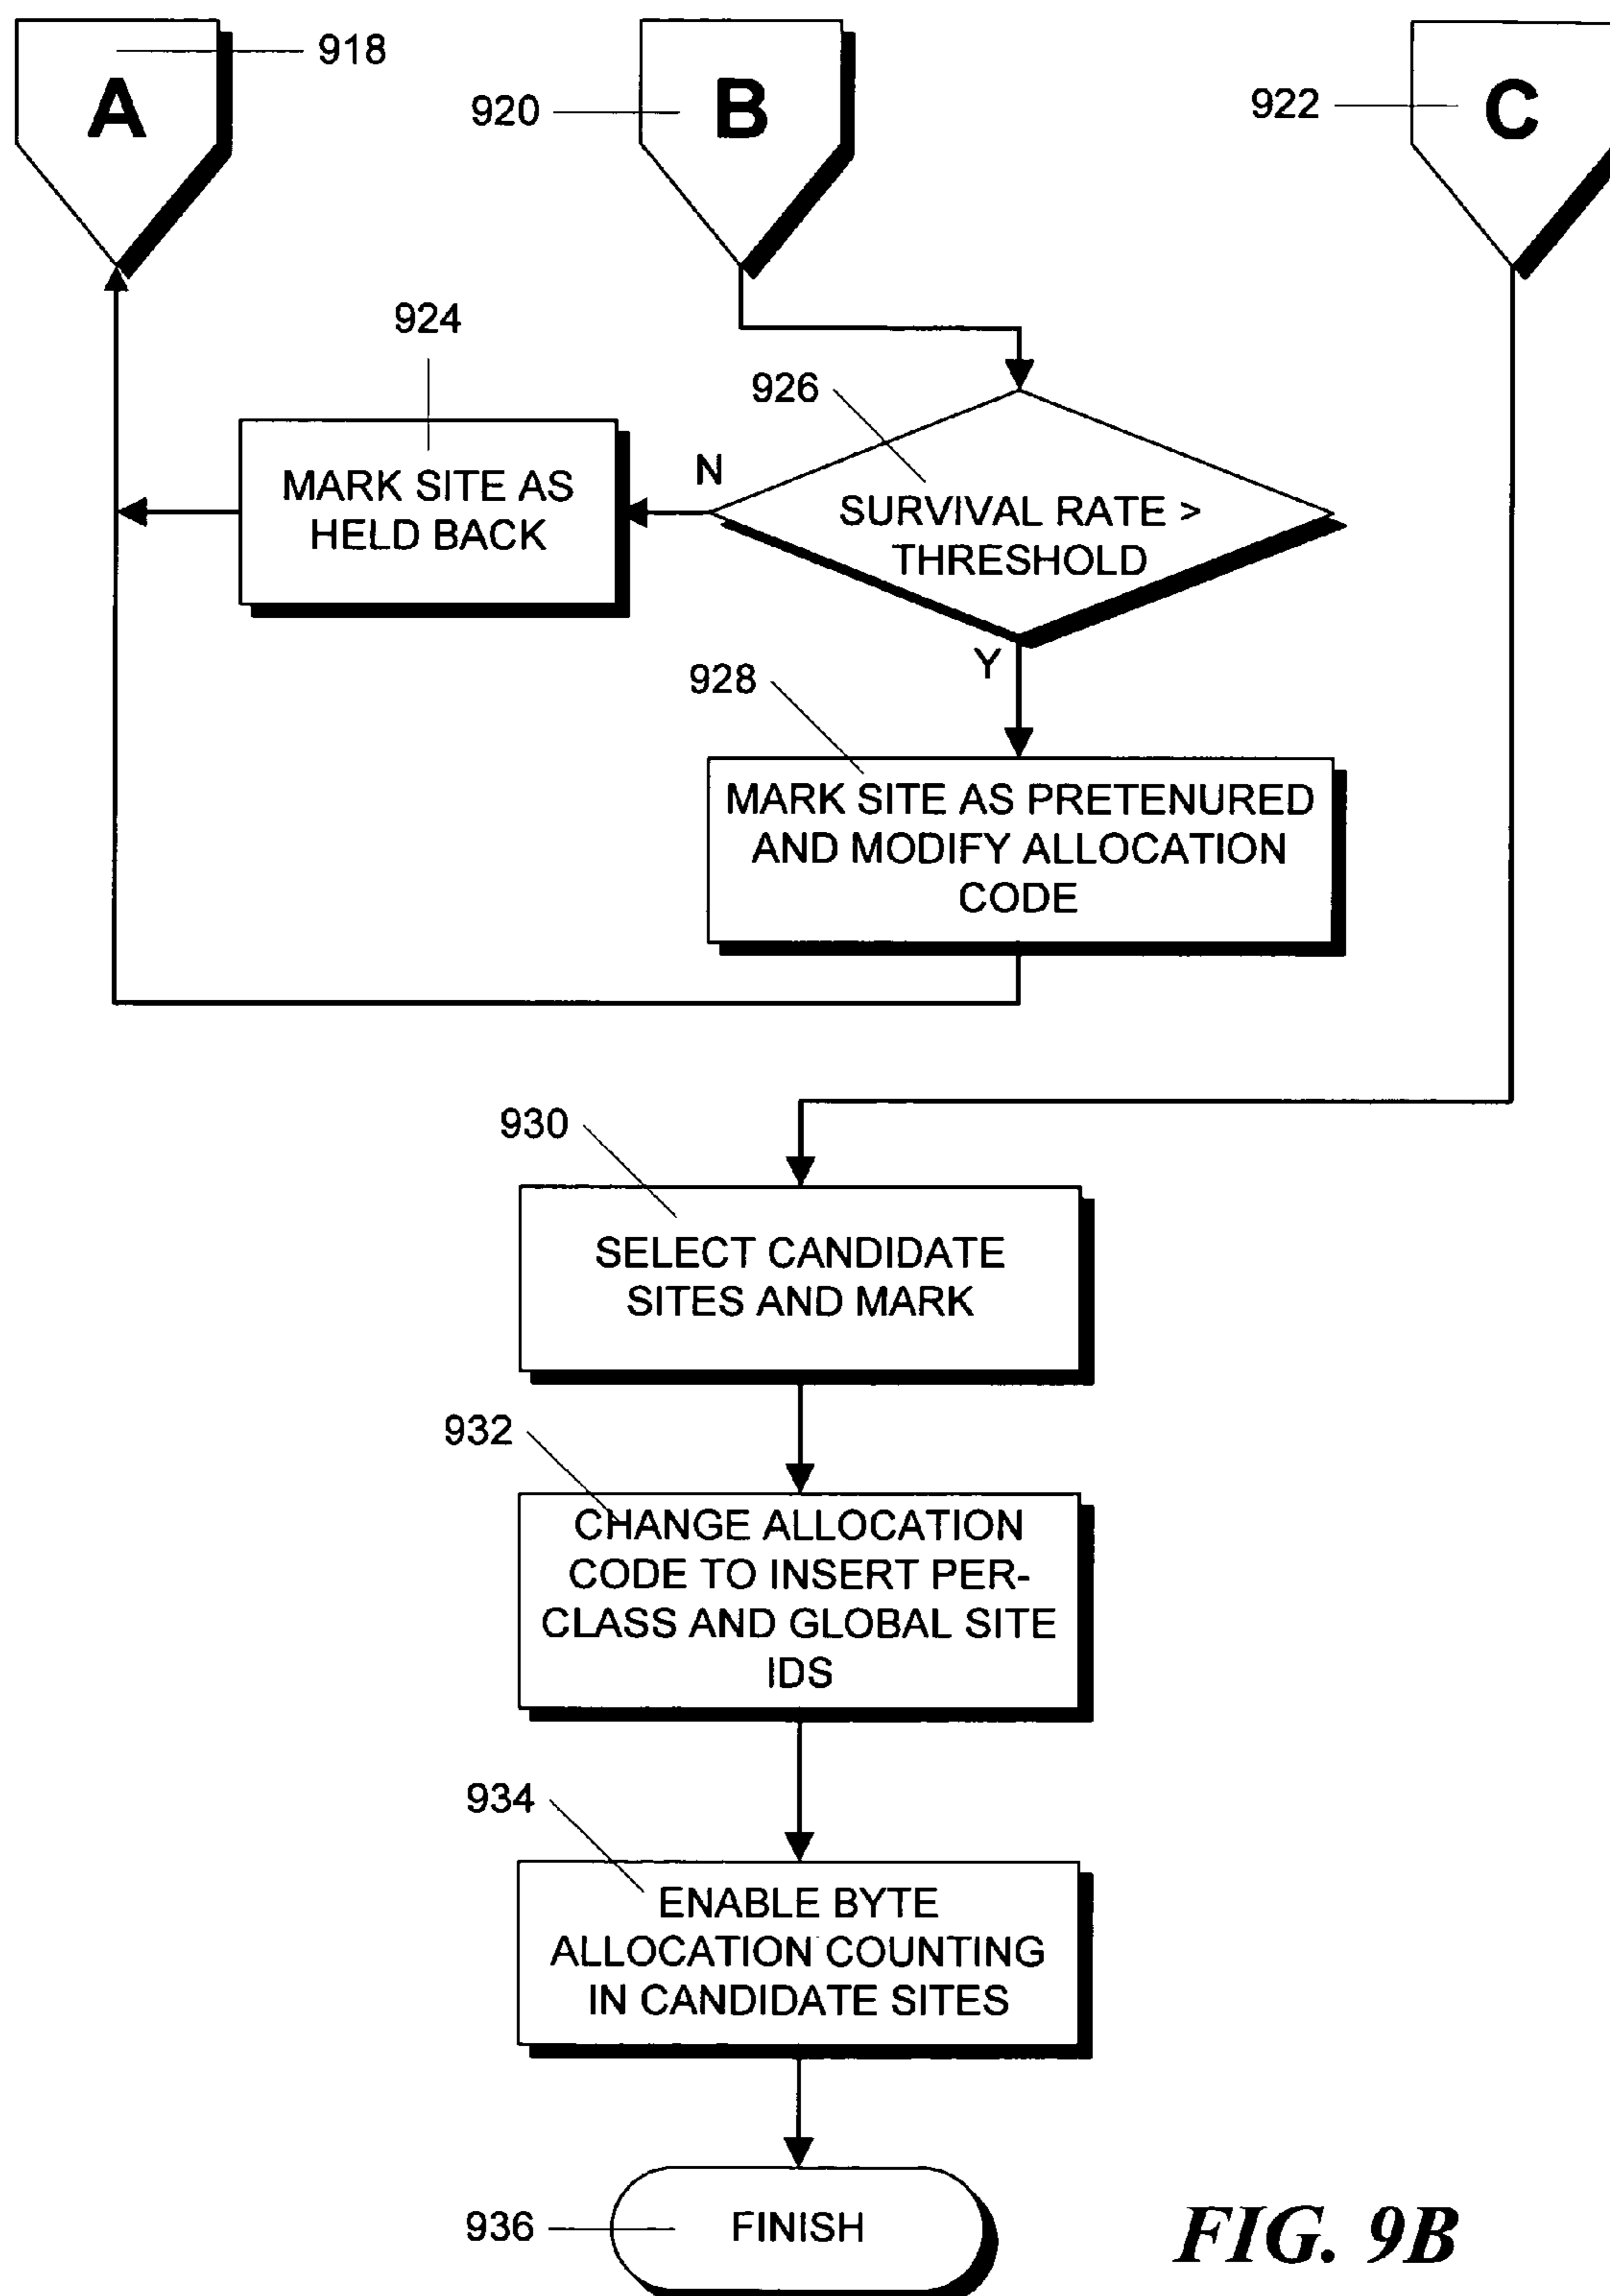 918
A
920
B
922
C
924
926
MARK SITE AS
HELD BACK
N
SURVIVAL RATE >
THRESHOLD
Y
928
MARK SITE AS PRETENURED
AND MODIFY ALLOCATION
CODE
930
SELECT CANDIDATE
SITES AND MARK
932
CHANGE ALLOCATION
CODE TO INSERT PER-
CLASS AND GLOBAL SITE
IDS
934
ENABLE BYTE
ALLOCATION COUNTING
IN CANDIDATE SITES
936
FINISH
FIG. 9B